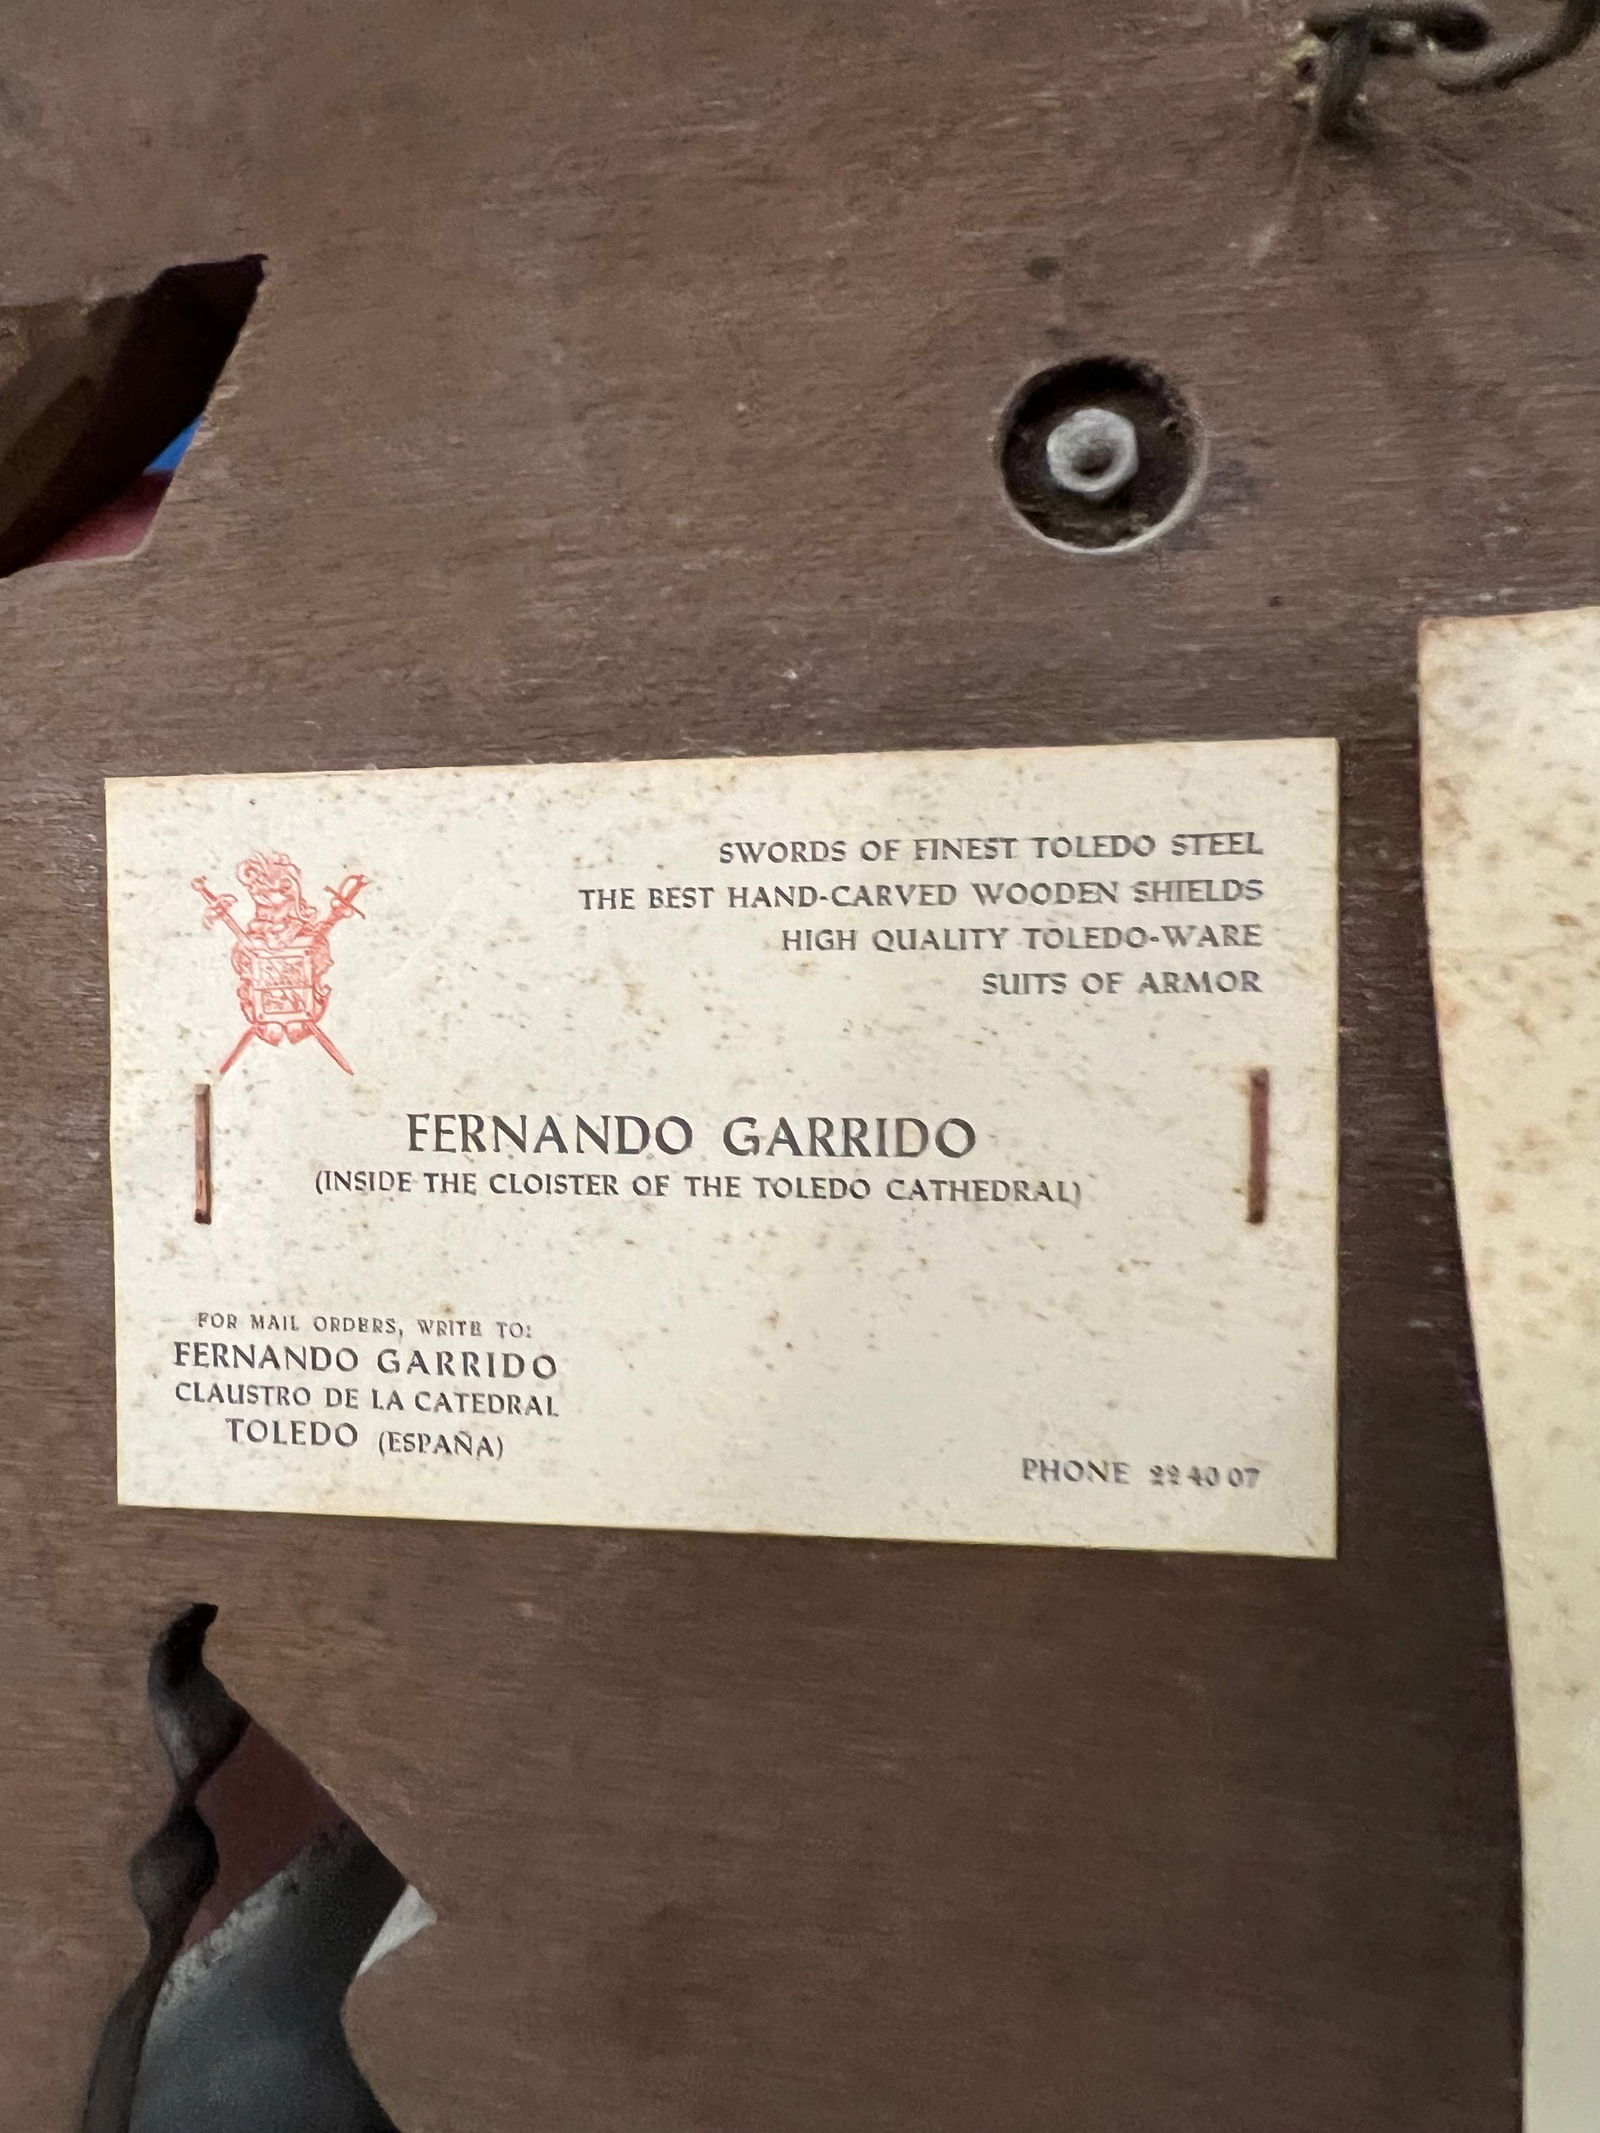 SWORDS OF FINEST TOLEDO STEEL
THE BEST HAND-CARVED WOODEN SHIELDS
HIGH QUALITY TOLEDO-WARE
SUITS OF ARMOR
FERNANDO GARRIDO
(INSIDE THE CLOISTER OF THE TOLEDO CATHEDRAL)
FOR MAIL ORDERS, WRITE TO:
FERNANDO GARRIDO
CLAUSTRO DE LA CATEDRAL
TOLEDO (ESPAÑA)
PHONE 22 40 07